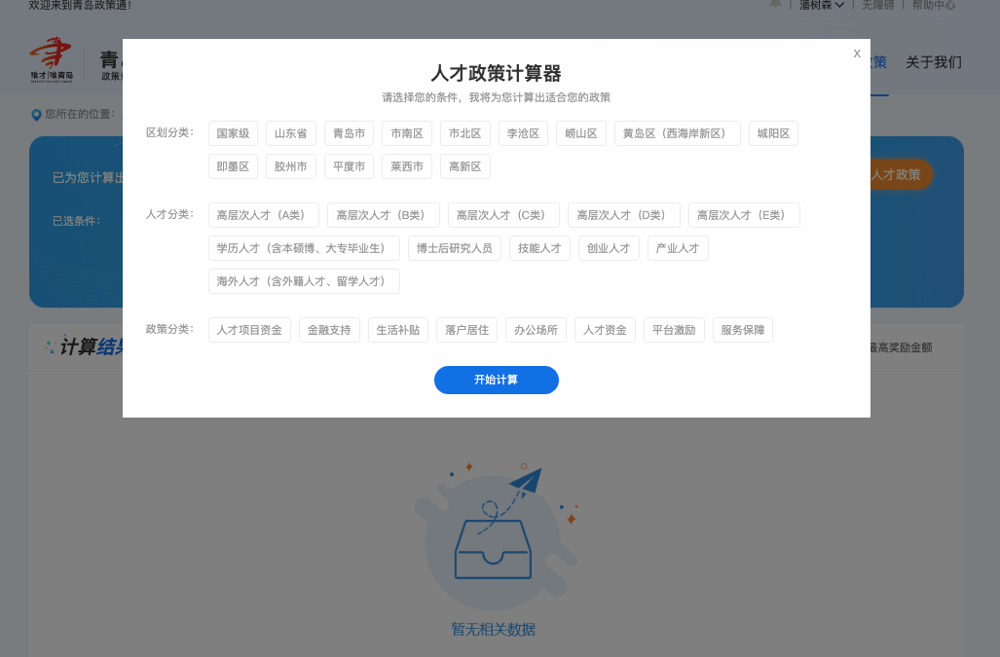 欢迎来到青岛政策通!
潘树森 | 无障碍 | 帮助中心
唯才|唯青岛
青
政策
策
关于我们
您所在的位置:
X
人才政策计算器
请选择您的条件，我将为您计算出适合您的政策
区划分类: 国家级 山东省 青岛市 市南区 市北区 李沧区 崂山区 黄岛区（西海岸新区） 城阳区
即墨区 胶州市 平度市 莱西市 高新区
人才分类: 高层次人才（A类） 高层次人才（B类） 高层次人才（C类） 高层次人才（D类） 高层次人才（E类）
学历人才（含本硕博、大专毕业生） 博士后研究人员 技能人才 创业人才 产业人才
海外人才（含外籍人才、留学人才）
政策分类: 人才项目资金 金融支持 生活补贴 落户居住 办公场所 人才资金 平台激励 服务保障
开始计算
已为您计算出
人才政策
已选条件:
计算结果
最高奖励金额
暂无相关数据